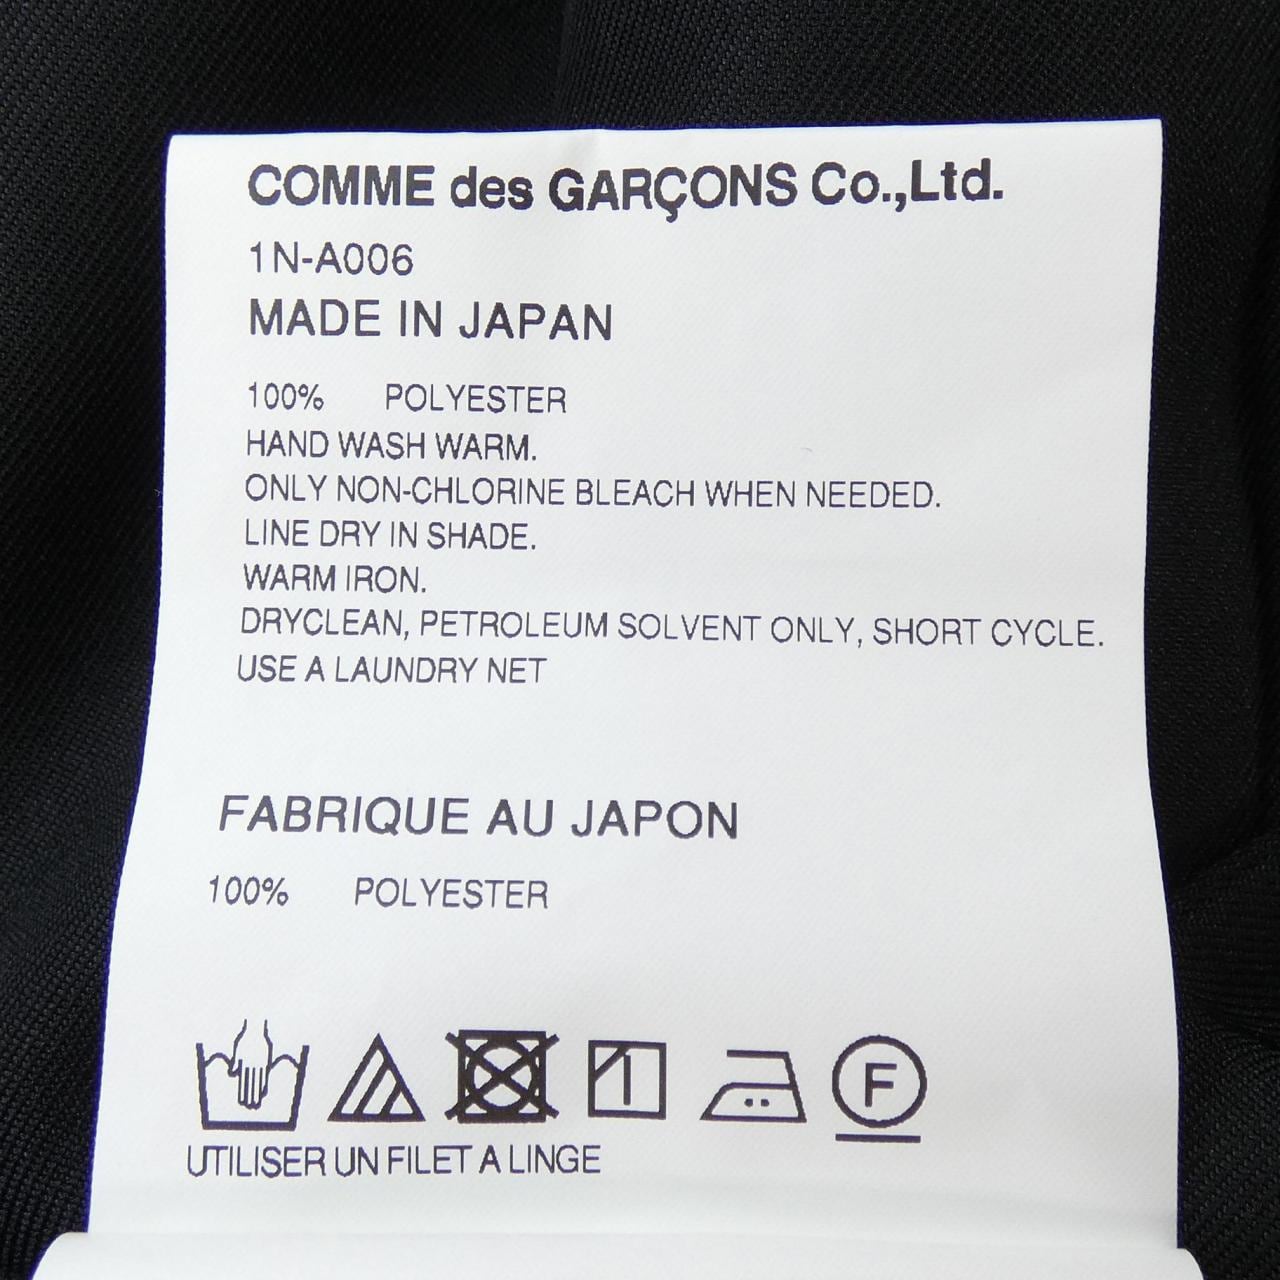 COMME des GARÇONS Co.,Ltd.
1N-A006
MADE IN JAPAN
100% POLYESTER
HAND WASH WARM.
ONLY NON-CHLORINE BLEACH WHEN NEEDED.
LINE DRY IN SHADE.
WARM IRON.
DRYCLEAN, PETROLEUM SOLVENT ONLY, SHORT CYCLE.
USE A LAUNDRY NET
FABRIQUE AU JAPON
100% POLYESTER
F
UTILISER UN FILET A LINGE